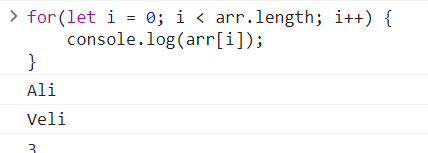 for(let i = 0; i < arr.length; i++) {
    console.log(arr[i]);
}
Ali
Veli